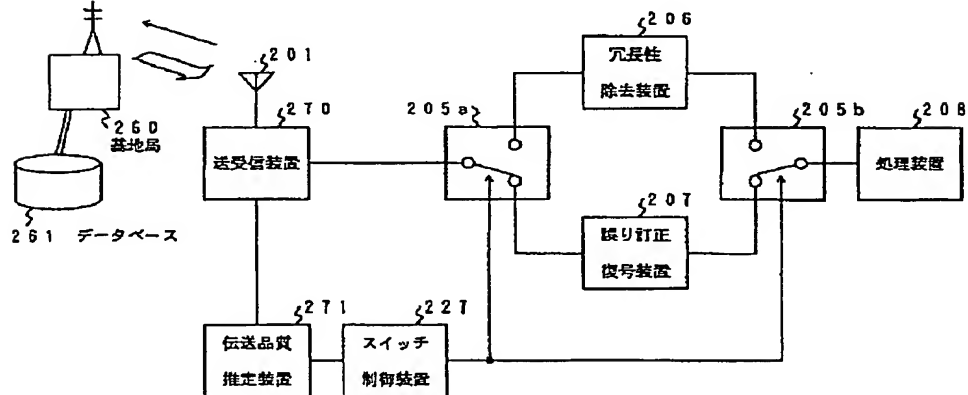 206
冗長性
除去装置
201
270
205a
205b
208
260
基地局
送受信装置
処理装置
207
誤り訂正
復号装置
261 データベース
271
227
伝送品質
推定装置
スイッチ
制御装置